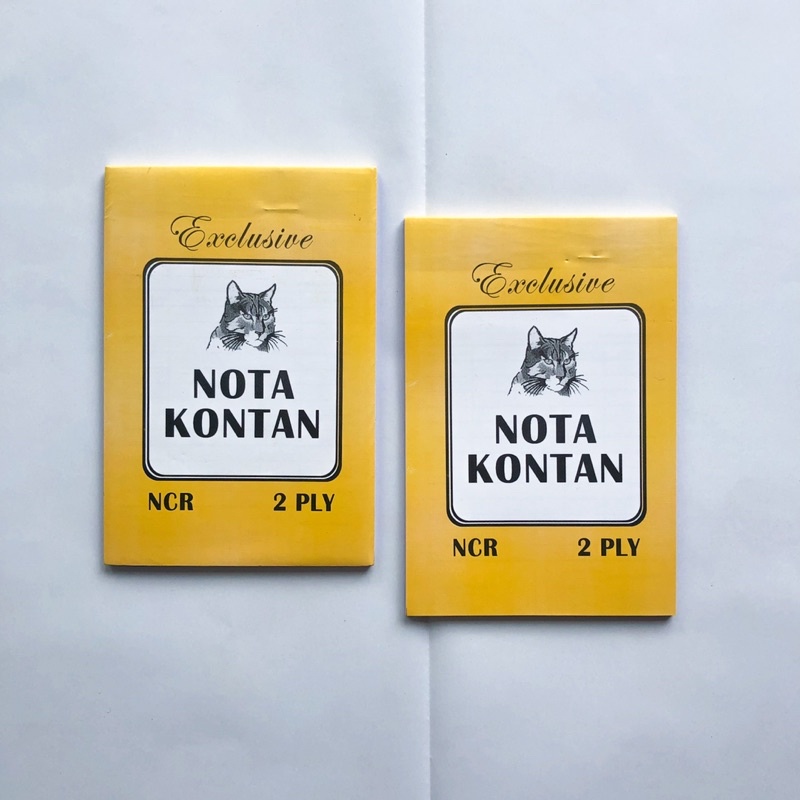 Exclusive
NOTA
KONTAN
NCR 2 PLY
Exclusive
NOTA
KONTAN
NCR 2 PLY